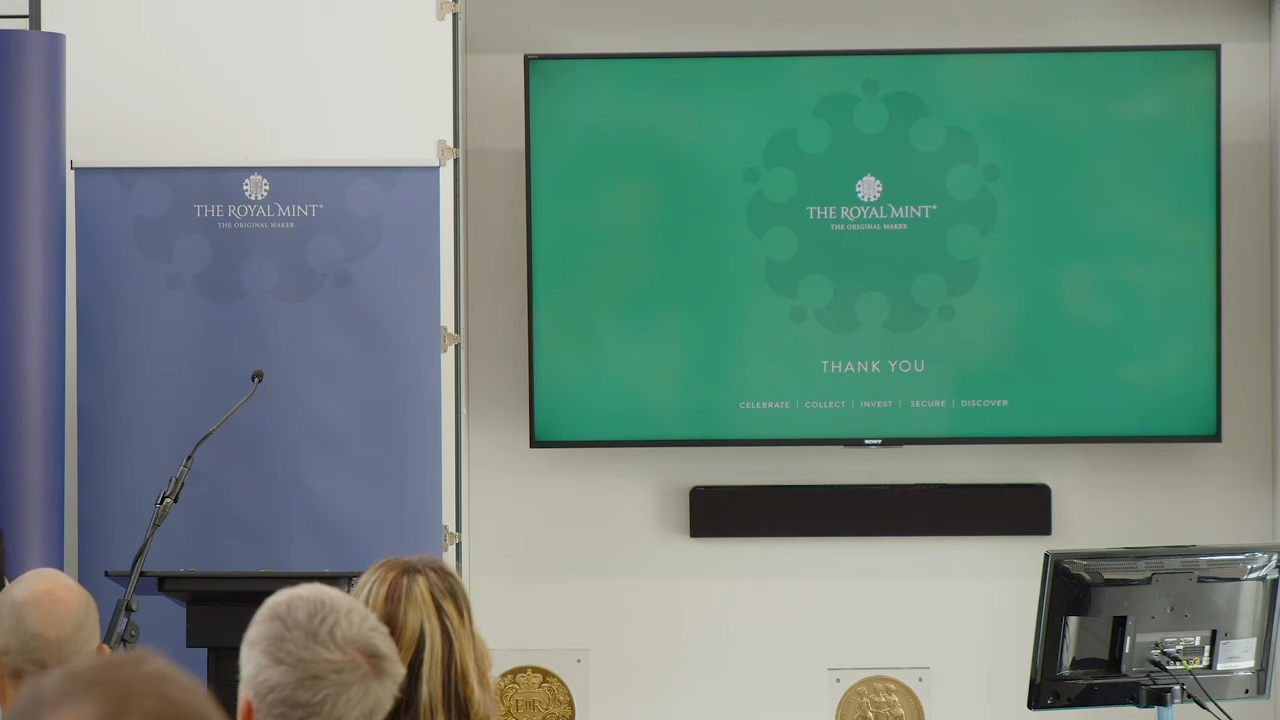 THE ROYAL MINT®
THE ORIGINAL MAKER
THE ROYAL MINT®
THE ORIGINAL MAKER
THANK YOU
CELEBRATE | COLLECT | INVEST | SECURE | DISCOVER
SONY
EIIR